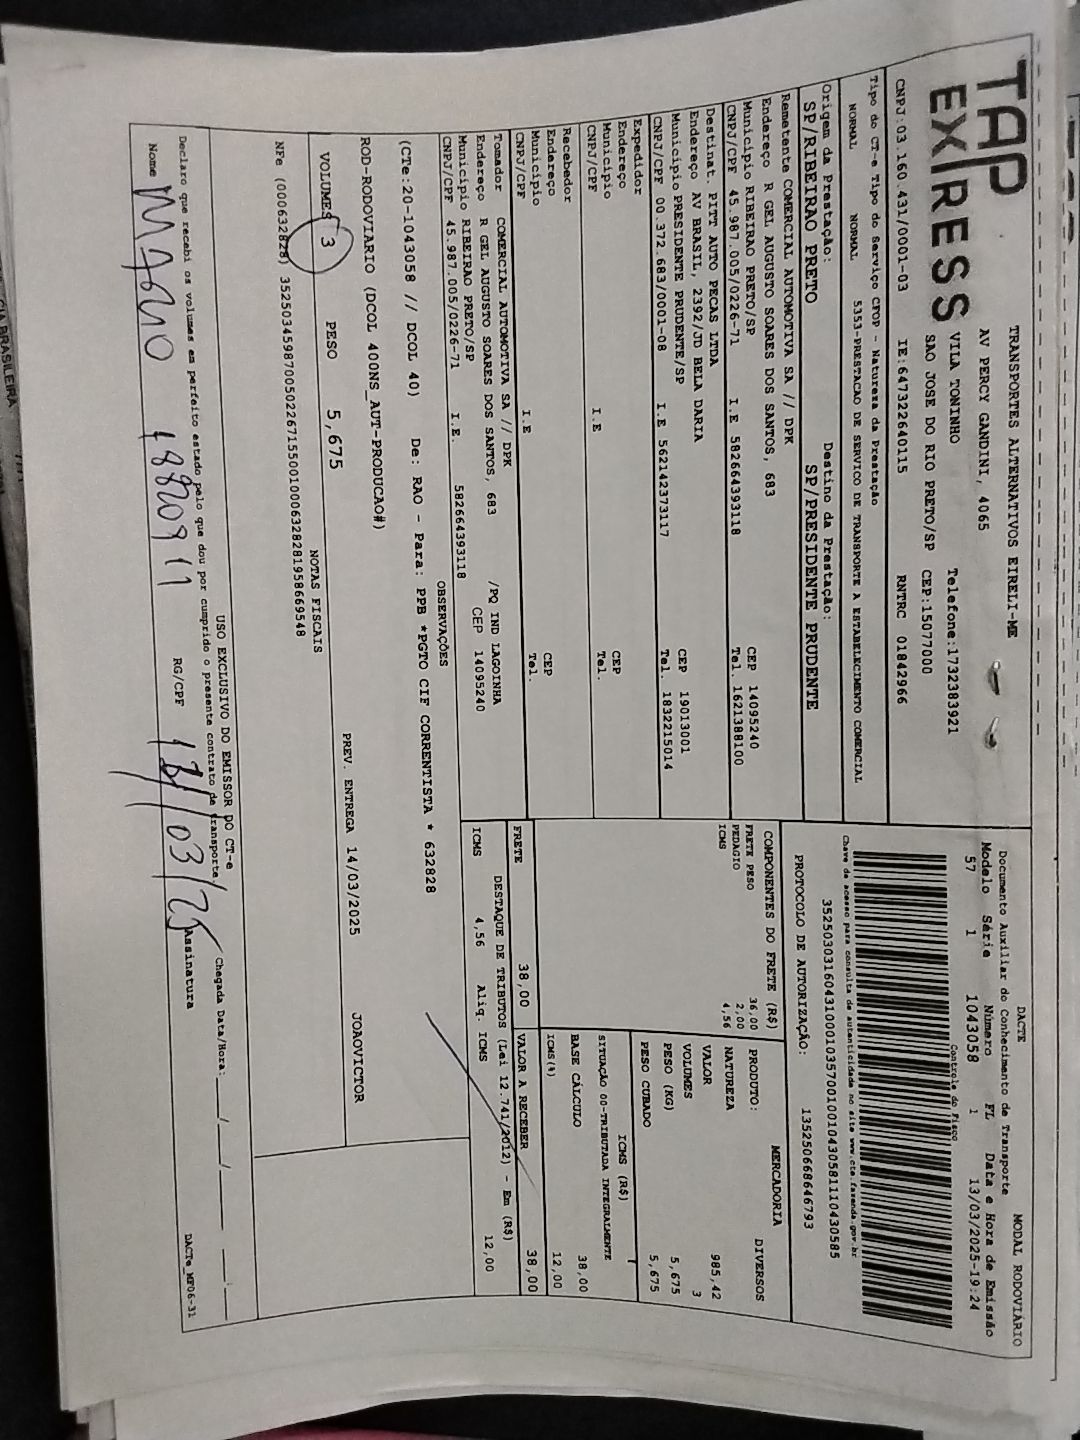 TAP
EXPRESS
TRANSPORTES ALTERNATIVOS EIRELI-ME
AV PERCY GANDINI, 4065
VILA TONINHO Telefone:1732383921
SAO JOSE DO RIO PRETO/SP CEP:15077000
CNPJ:03.160.431/0001-03 IE:647322640115 RNTRC 01842966
DACTE MODAL RODOVIÁRIO
Documento Auxiliar do Conhecimento de Transporte
Modelo Série Número FL Data e Hora de Emissão
57 1 1043058 1 13/03/2025-19:24
Controle do Fisco
Chave de acesso para consulta de autenticidade no site www.cte.fazenda.gov.br
35250303160431000103570010010430581110430585
PROTOCOLO DE AUTORIZAÇÃO: 135250668646793
Tipo do CT-e Tipo do Serviço CFOP - Natureza da Prestação
NORMAL NORMAL 5353-PRESTACAO DE SERVICO DE TRANSPORTE A ESTABELECIMENTO COMERCIAL
Origem da Prestação: Destino da Prestação:
SP/RIBEIRAO PRETO SP/PRESIDENTE PRUDENTE
Remetente COMERCIAL AUTOMOTIVA SA // DPK
Endereço R GEL AUGUSTO SOARES DOS SANTOS, 683
Município RIBEIRAO PRETO/SP CEP 14095240
CNPJ/CPF 45.987.005/0226-71 I.E 582664393118 Tel. 1621388100
Destinat. PITT AUTO PECAS LTDA
Endereço AV BRASIL, 2392/JD BELA DARIA
Município PRESIDENTE PRUDENTE/SP CEP 19013001
CNPJ/CPF 00.372.683/0001-08 I.E 562142373117 Tel. 1832215014
Expedidor
Endereço
Município CEP
CNPJ/CPF I.E Tel.
Recebedor
Endereço
Município CEP
CNPJ/CPF I.E Tel.
Tomador COMERCIAL AUTOMOTIVA SA // DPK
Endereço R GEL AUGUSTO SOARES DOS SANTOS, 683 /PQ IND LAGOINHA
Município RIBEIRAO PRETO/SP CEP 14095240
CNPJ/CPF 45.987.005/0226-71 I.E. 582664393118
COMPONENTES DO FRETE (R$)
FRETE PESO 36,00
PEDAGIO 2,00
ICMS 4,56
MERCADORIA
PRODUTO: DIVERSOS
NATUREZA
VALOR 985,42
VOLUMES 3
PESO (KG) 5,675
PESO CUBADO 5,675
ICMS (R$)
SITUAÇÃO 00-TRIBUTADA INTEGRALMENTE
BASE CÁLCULO 38,00
ICMS(%) 12,00
FRETE 38,00 VALOR A RECEBER 38,00
DESTAQUE DE TRIBUTOS (Lei 12.741/2012) - Em (R$)
ICMS 4,56 Aliq. ICMS 12,00
OBSERVAÇÕES
(CTe:20-1043058 // DCOL 40) De: RAO - Para: PPB *PGTO CIF CORRENTISTA * 632828
ROD-RODOVIARIO (DCOL 400NS_AUT-PRODUCAO#)
PREV. ENTREGA 14/03/2025 JOAOVICTOR
VOLUMES 3 PESO 5,675
NOTAS FISCAIS
NFe (000632828) 35250345987005022671550010006328281958669548
USO EXCLUSIVO DO EMISSOR DO CT-e
Declaro que recebi os volumes em perfeito estado pelo que dou por cumprido o presente contrato de transporte. Chegada Data/Hora:
Nome RG/CPF Assinatura
DACTe_MF06-31